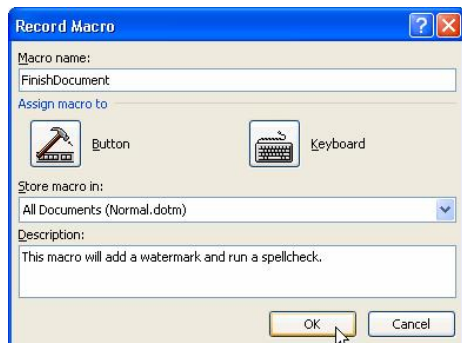 Record Macro
Macro name:
FinishDocument
Assign macro to
Button
Keyboard
Store macro in:
All Documents (Normal.dotm)
Description:
This macro will add a watermark and run a spellcheck.
OK
Cancel